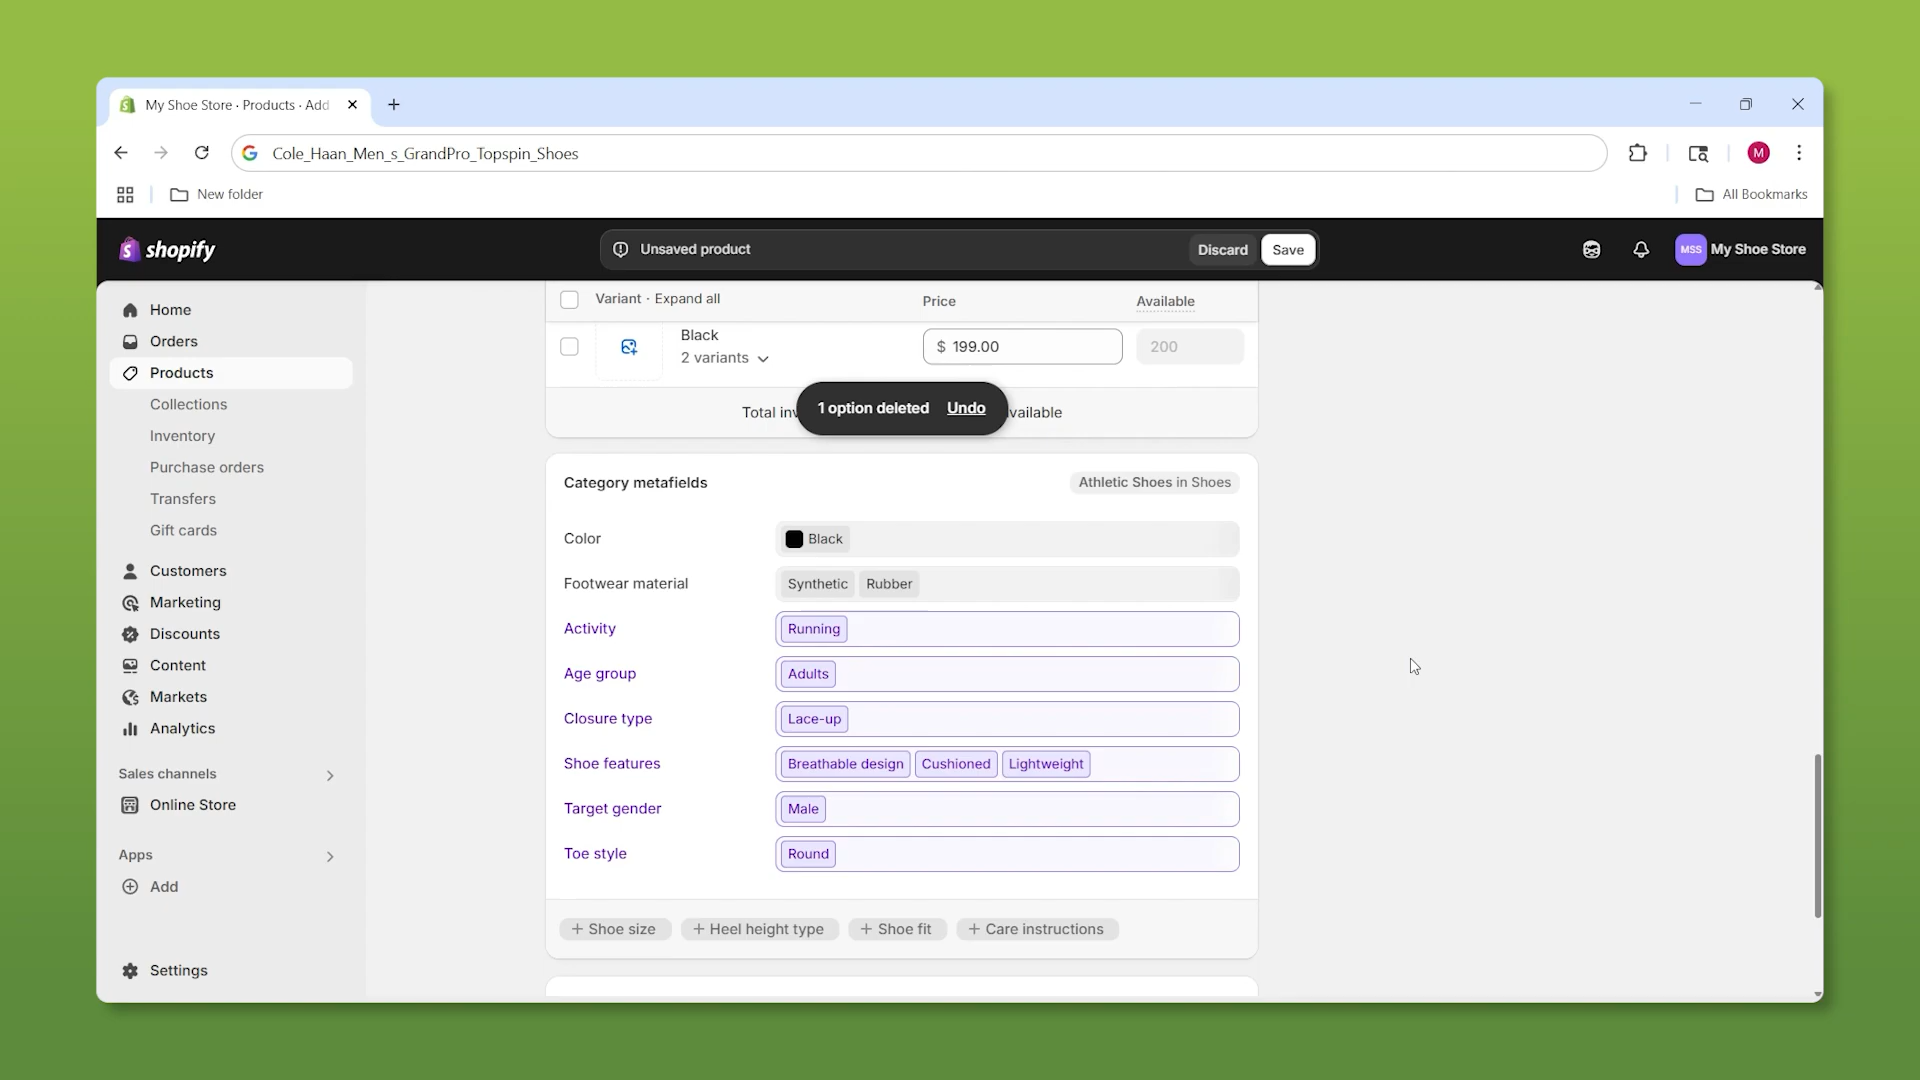 My Shoe Store · Products · Add
Cole_Haan_Men_s_GrandPro_Topspin_Shoes
M
New folder
All Bookmarks
shopify
Unsaved product
Discard
Save
MSS
My Shoe Store
Home
Orders
Products
Collections
Inventory
Purchase orders
Transfers
Gift cards
Customers
Marketing
Discounts
Content
Markets
Analytics
Sales channels
Online Store
Apps
Add
Settings
Variant · Expand all
Price
Available
Black
2 variants
$ 199.00
200
Total inv
vailable
1 option deleted Undo
Category metafields
Athletic Shoes in Shoes
Color
Black
Footwear material
Synthetic Rubber
Activity
Running
Age group
Adults
Closure type
Lace-up
Shoe features
Breathable design Cushioned Lightweight
Target gender
Male
Toe style
Round
+ Shoe size
+ Heel height type
+ Shoe fit
+ Care instructions